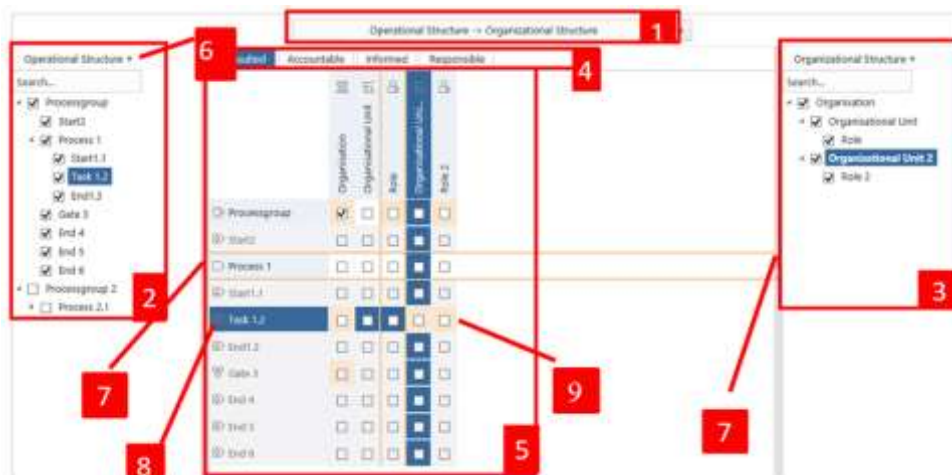 Operational Structure -> Organisational Structure
1
6
4
Operational Structure
Search...
Processgroup
Start2
Process 1
Start1.1
Task 1.2
End1.2
Gate 3
End 4
End 5
End 6
Processgroup 2
Process 2.1
2
Accountable
Informed
Responsible
Organisation
Organisational Unit
Role
Organisational Unit...
Role 2
Processgroup
Start2
Process 1
Start1.1
Task 1.2
End1.2
Gate 3
End 4
End 5
End 6
Organizational Structure
Search...
Organisation
Organisational Unit
Role
Organisational Unit 2
Role 2
3
7
9
7
8
5